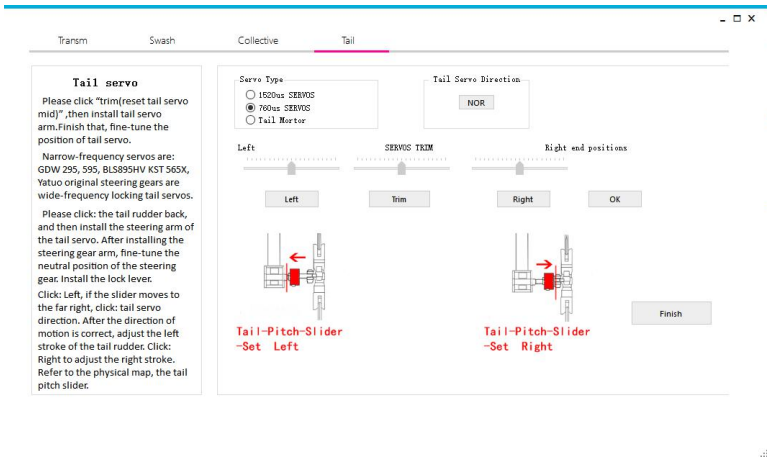 Transm Swash Collective Tail
Tail servo
Please click “trim(reset tail servo
mid)” ,then install tail servo
arm.Finish that, fine-tune the
position of tail servo.
Narrow-frequency servos are:
GDW 295, 595, BLS895HV KST 565X,
Yatuo original steering gears are
wide-frequency locking tail servos.
Please click: the tail rudder back,
and then install the steering arm of
the tail servo. After installing the
steering gear arm, fine-tune the
neutral position of the steering
gear. Install the lock lever.
Click: Left, if the slider moves to
the far right, click: tail servo
direction. After the direction of
motion is correct, adjust the left
stroke of the tail rudder. Click:
Right to adjust the right stroke.
Refer to the physical map, the tail
pitch slider.
Servo Type
1520us SERVOS
760us SERVOS
Tail Mortor
Tail Servo Direction
NOR
Left SERVOS TRIM Right end positions
Left Trim Right OK
Tail-Pitch-Slider
-Set Left
Tail-Pitch-Slider
-Set Right
Finish